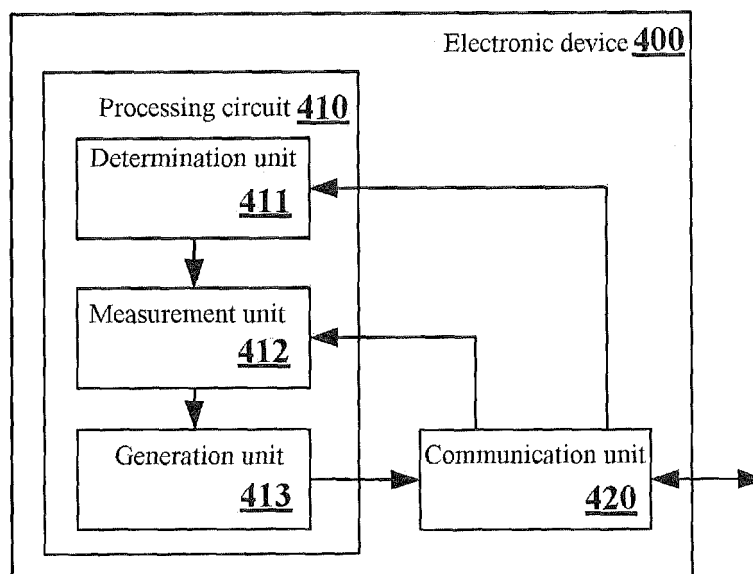 Electronic device 400
Processing circuit 410
Determination unit
411
Measurement unit
412
Generation unit
413
Communication unit
420